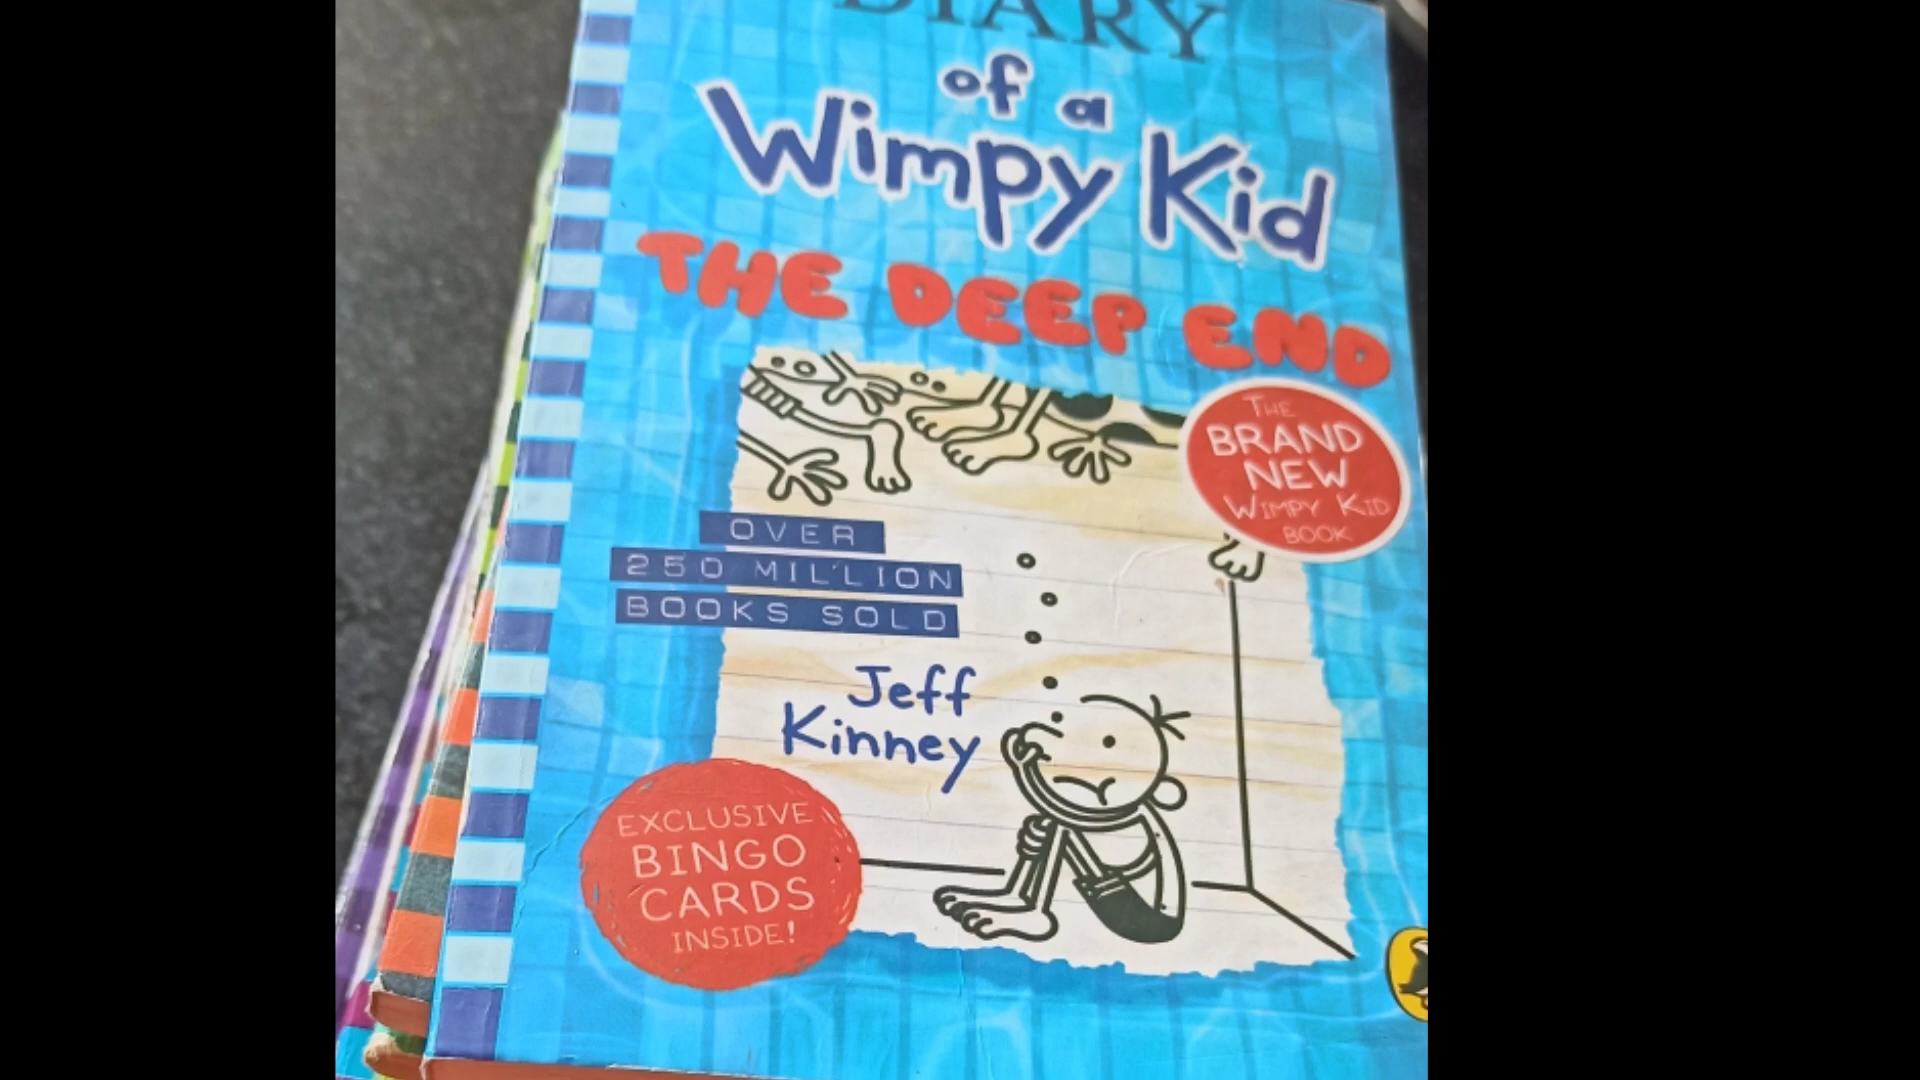 DIARY
of a
Wimpy Kid
THE DEEP END
THE
BRAND
NEW
WIMPY KID
BOOK
OVER
250 MILLION
BOOKS SOLD
Jeff
Kinney
EXCLUSIVE
BINGO
CARDS
INSIDE!